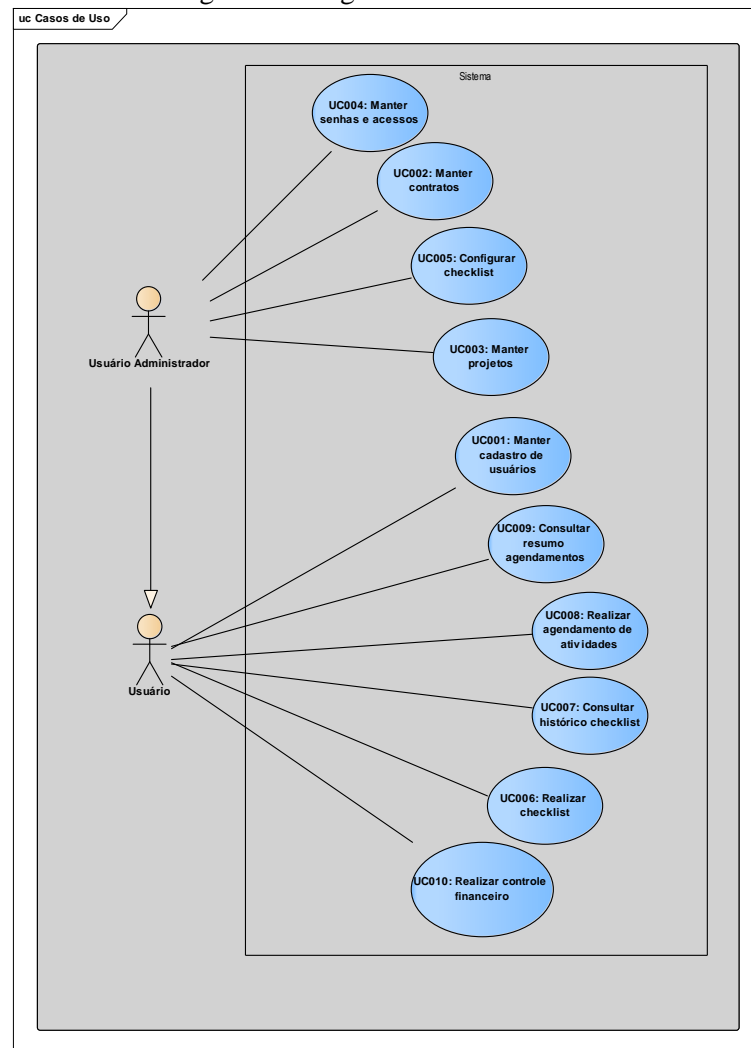 uc Casos de Uso
Sistema
UC004: Manter
senhas e acessos
UC002: Manter
contratos
UC005: Configurar
checklist
UC003: Manter
projetos
Usuário Administrador
UC001: Manter
cadastro de
usuários
UC009: Consultar
resumo
agendamentos
UC008: Realizar
agendamento de
atividades
Usuário
UC007: Consultar
histórico checklist
UC006: Realizar
checklist
UC010: Realizar controle
financeiro